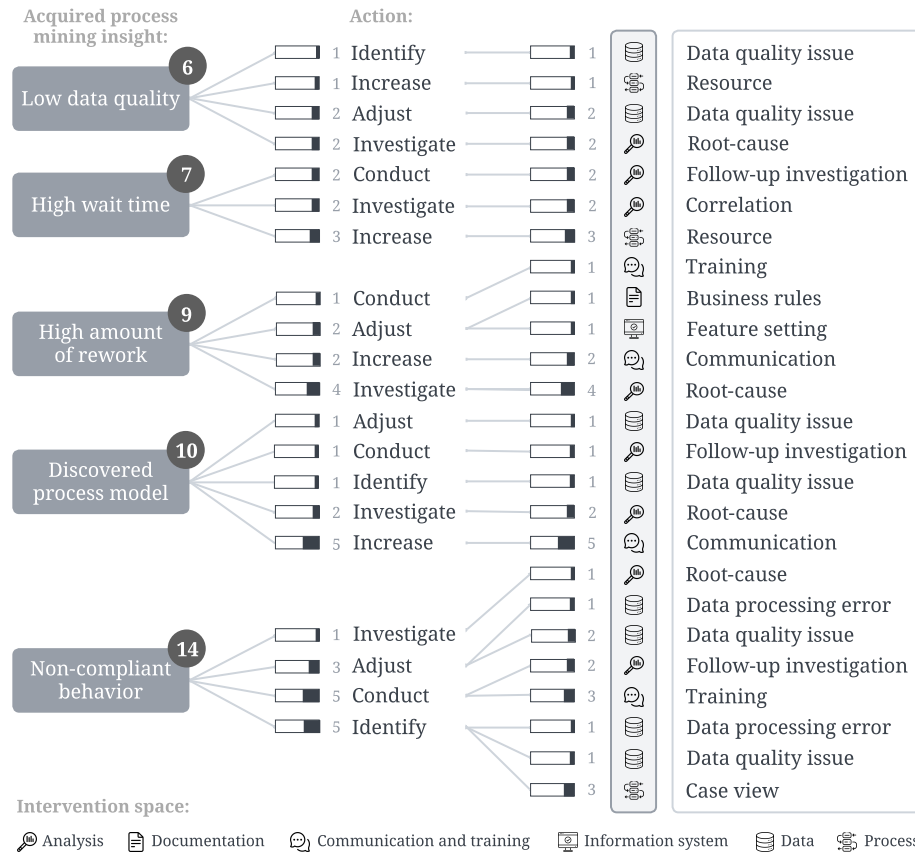 Acquired process
mining insight:
Action:
6
Low data quality
1 Identify 1 Data quality issue
1 Increase 1 Resource
2 Adjust 2 Data quality issue
2 Investigate 2 Root-cause
7
High wait time
2 Conduct 2 Follow-up investigation
2 Investigate 2 Correlation
3 Increase 3 Resource
1 Training
9
High amount
of rework
1 Conduct 1 Business rules
2 Adjust 1 Feature setting
2 Increase 2 Communication
4 Investigate 4 Root-cause
10
Discovered
process model
1 Adjust 1 Data quality issue
1 Conduct 1 Follow-up investigation
1 Identify 1 Data quality issue
2 Investigate 2 Root-cause
5 Increase 5 Communication
1 Root-cause
1 Data processing error
14
Non-compliant
behavior
1 Investigate 2 Data quality issue
3 Adjust 2 Follow-up investigation
5 Conduct 3 Training
5 Identify 1 Data processing error
1 Data quality issue
3 Case view
Intervention space:
Analysis Documentation Communication and training Information system Data Process